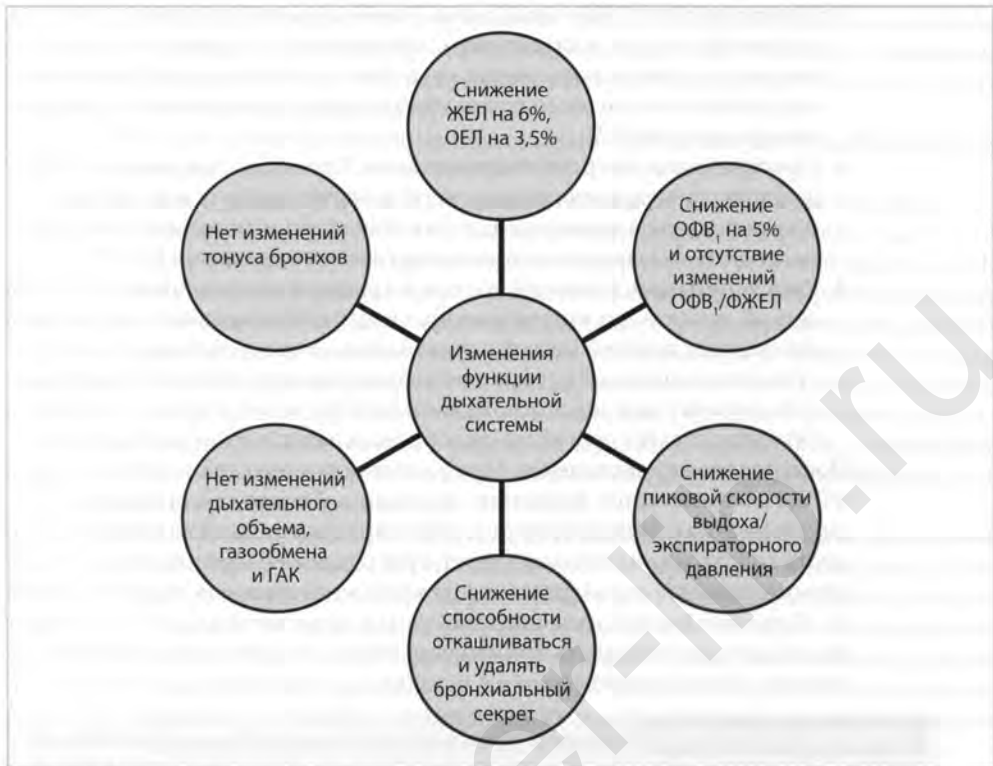 Снижение
ЖЕЛ на 6%,
ОЕЛ на 3,5%
Нет изменений
тонуса бронхов
Снижение
ОФВ₁ на 5%
и отсутствие
изменений
ОФВ₁/ФЖЕЛ
Изменения
функции
дыхательной
системы
Нет изменений
дыхательного
объема,
газообмена
и ГАК
Снижение
пиковой скорости
выдоха/
экспираторного
давления
Снижение
способности
откашливаться
и удалять
бронхиальный
секрет